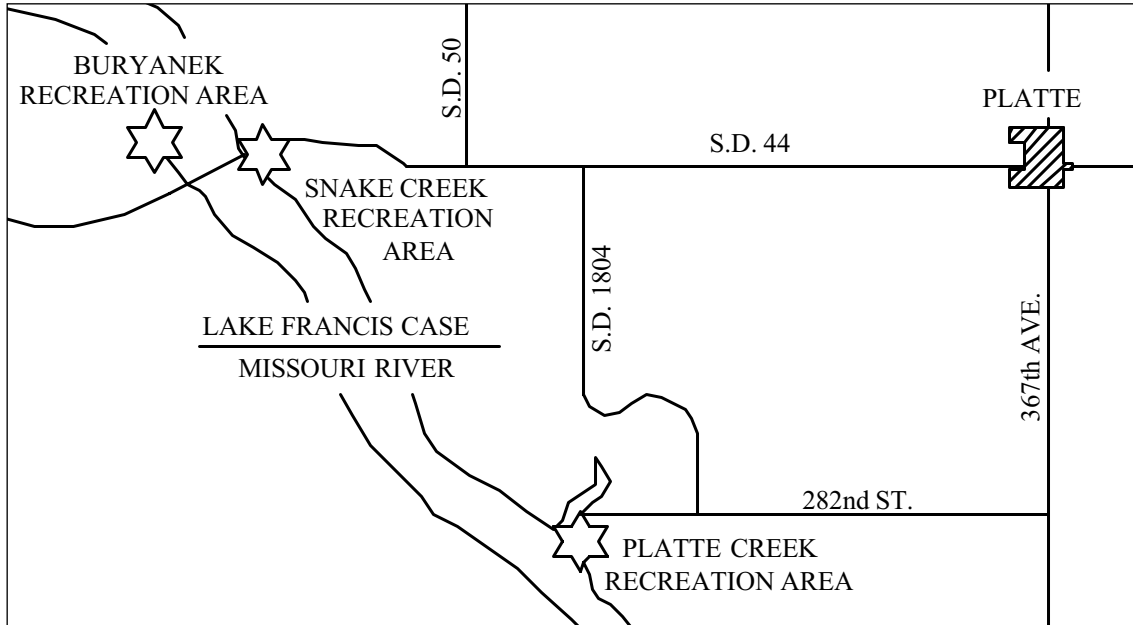 BURYANEK
RECREATION AREA
S.D. 50
PLATTE
S.D. 44
SNAKE CREEK
RECREATION
AREA
S.D. 1804
LAKE FRANCIS CASE
MISSOURI RIVER
367th AVE.
282nd ST.
PLATTE CREEK
RECREATION AREA